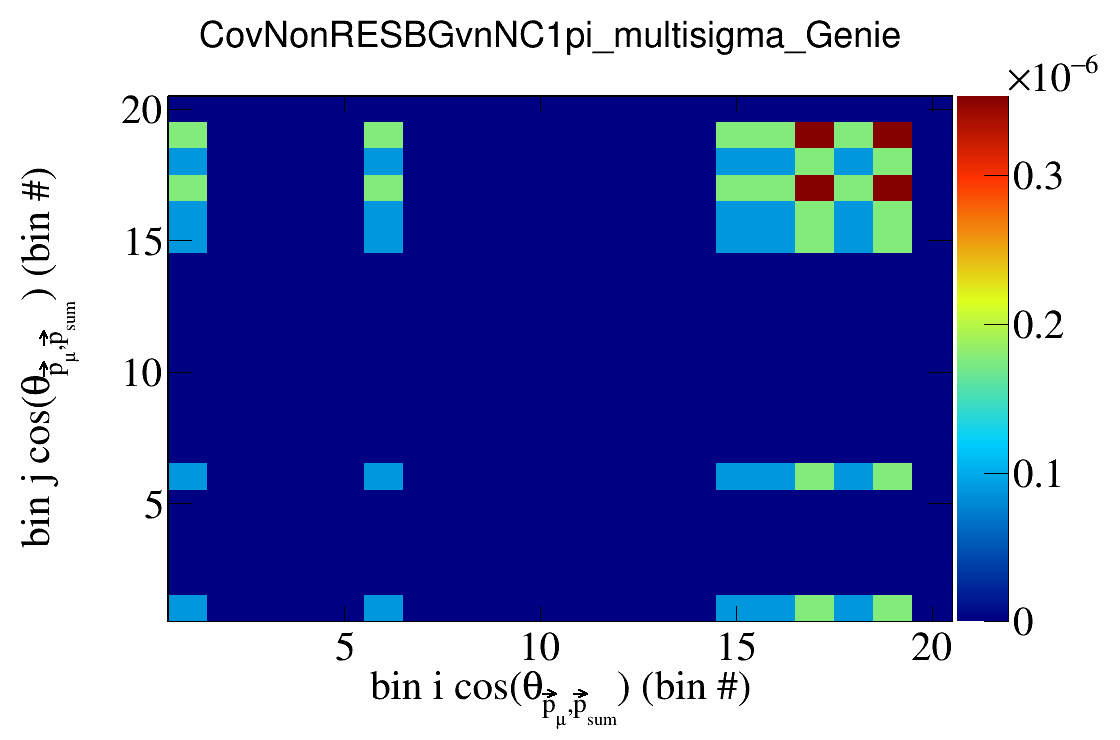 CovNonRESBGvnNC1pi_multisigma_Genie
×10⁻⁶
20
15
10
5
bin j cos(θ_{p⃗_μ,p⃗_sum}) (bin #)
0.3
0.2
0.1
0
5 10 15 20
bin i cos(θ_{p⃗_μ,p⃗_sum}) (bin #)